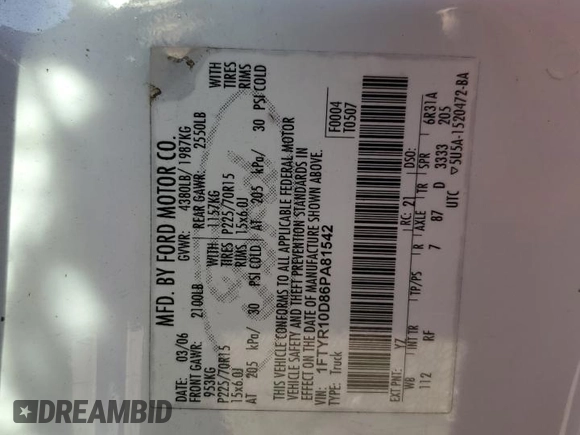 MFD. BY FORD MOTOR CO.
DATE: 03/06 GVWR: 4380LB/ 1987KG
FRONT GAWR: 2100LB REAR GAWR: 2550LB
953KG WITH 1157KG WITH
P225/70R15 TIRES P225/70R15 TIRES
15x6.0J RIMS 15x6.0J RIMS
AT 205 kPa/ 30 PSI COLD AT 205 kPa/ 30 PSI COLD
THIS VEHICLE CONFORMS TO ALL APPLICABLE FEDERAL MOTOR
VEHICLE SAFETY AND THEFT PREVENTION STANDARDS IN
EFFECT ON THE DATE OF MANUFACTURE SHOWN ABOVE.
VIN: 1FTYR10D86PA81542 F0004
TYPE: Truck T0507
EXT PNT: YZ RC: 21 DSO:
WB INT TR TP/PS R AXLE TR SPR 6R31A
112 RF 7 87 D 3333 205
UTC ▽5U5A-1520472-BA
DREAMBID